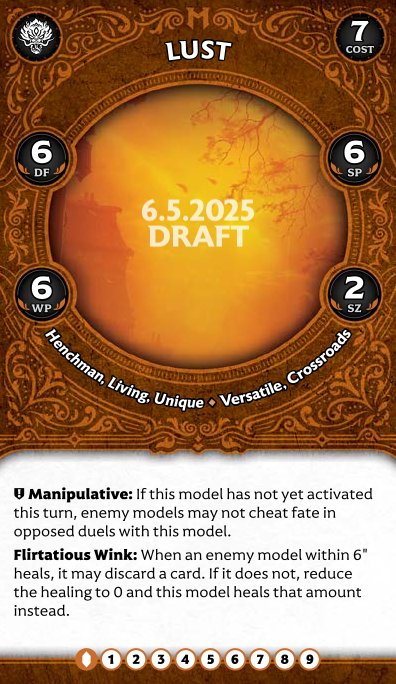 LUST
7
COST
6
DF
6
SP
6.5.2025
DRAFT
6
WP
2
SZ
Henchman, Living, Unique • Versatile, Crossroads
Manipulative: If this model has not yet activated
this turn, enemy models may not cheat fate in
opposed duels with this model.
Flirtatious Wink: When an enemy model within 6"
heals, it may discard a card. If it does not, reduce
the healing to 0 and this model heals that amount
instead.
1 2 3 4 5 6 7 8 9